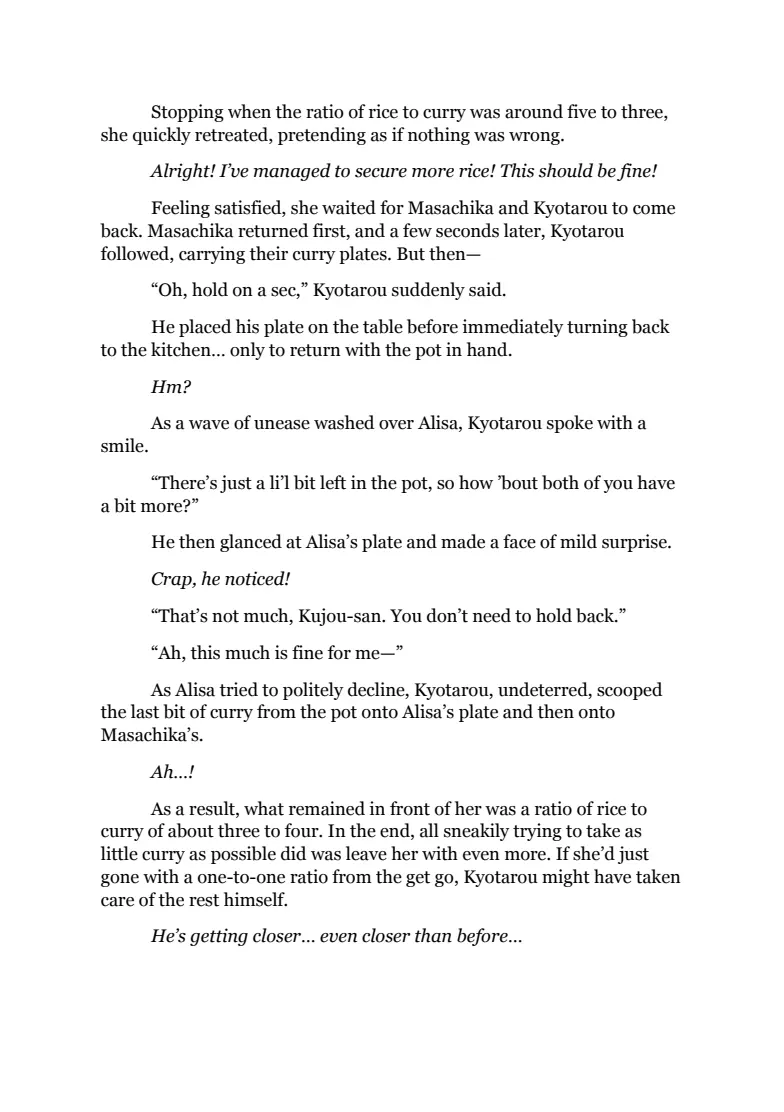 Stopping when the ratio of rice to curry was around five to three,
she quickly retreated, pretending as if nothing was wrong.
Alright! I’ve managed to secure more rice! This should be fine!
Feeling satisfied, she waited for Masachika and Kyotarou to come
back. Masachika returned first, and a few seconds later, Kyotarou
followed, carrying their curry plates. But then—
“Oh, hold on a sec,” Kyotarou suddenly said.
He placed his plate on the table before immediately turning back
to the kitchen… only to return with the pot in hand.
Hm?
As a wave of unease washed over Alisa, Kyotarou spoke with a
smile.
“There’s just a li’l bit left in the pot, so how ’bout both of you have
a bit more?”
He then glanced at Alisa’s plate and made a face of mild surprise.
Crap, he noticed!
“That’s not much, Kujou-san. You don’t need to hold back.”
“Ah, this much is fine for me—”
As Alisa tried to politely decline, Kyotarou, undeterred, scooped
the last bit of curry from the pot onto Alisa’s plate and then onto
Masachika’s.
Ah…!
As a result, what remained in front of her was a ratio of rice to
curry of about three to four. In the end, all sneakily trying to take as
little curry as possible did was leave her with even more. If she’d just
gone with a one-to-one ratio from the get go, Kyotarou might have taken
care of the rest himself.
He’s getting closer… even closer than before…